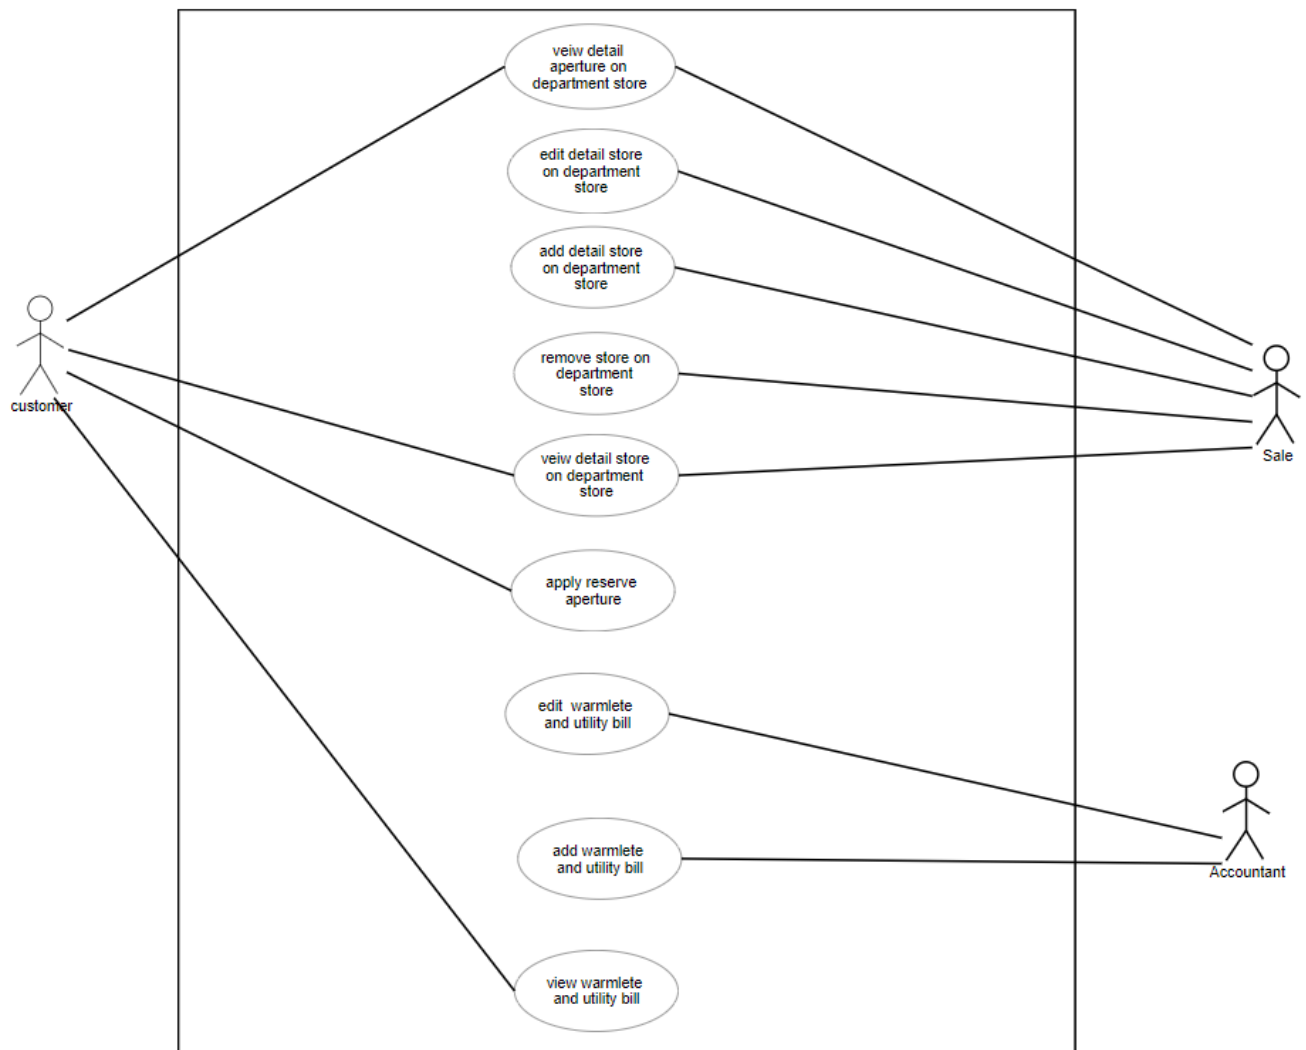 veiw detail
aperture on
department store
edit detail store
on department
store
add detail store
on department
store
remove store on
department
store
customer
Sale
veiw detail store
on department
store
apply reserve
aperture
edit warmlete
and utility bill
add warmlete
and utility bill
Accountant
view warmlete
and utility bill